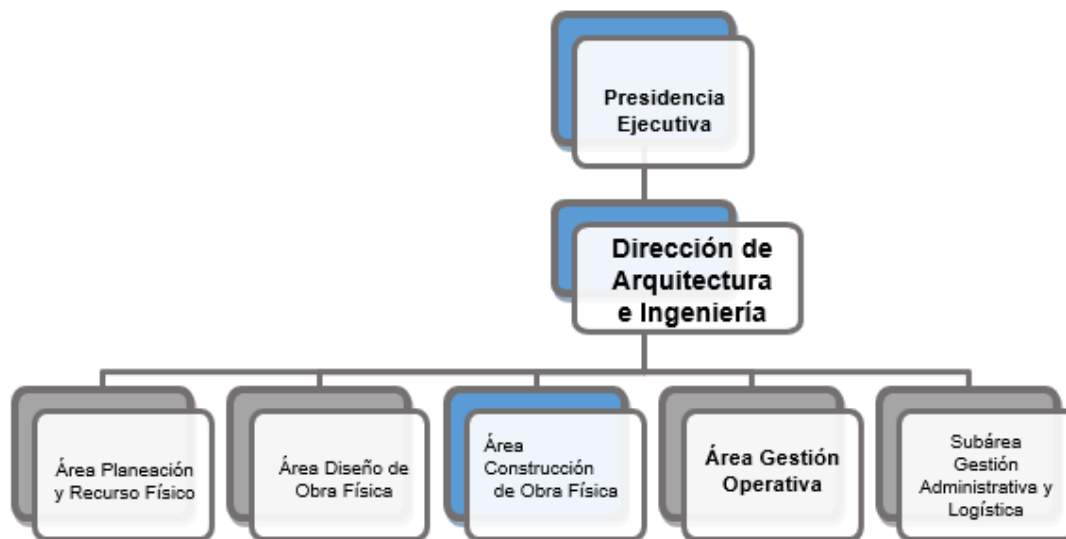 Presidencia
Ejecutiva
Dirección de
Arquitectura
e Ingeniería
Área Planeación
y Recurso Físico
Área Diseño de
Obra Física
Área
Construcción
de Obra Física
Área Gestión
Operativa
Subárea
Gestión
Administrativa y
Logística